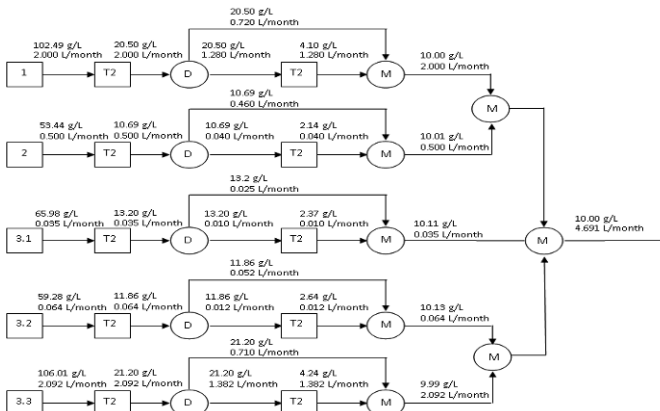 20.50 g/L
0.720 L/month
102.49 g/L
2.000 L/month
20.50 g/L
2.000 L/month
20.50 g/L
1.280 L/month
4.10 g/L
1.280 L/month
10.00 g/L
2.000 L/month
1
T2
D
T2
M
M
10.69 g/L
0.460 L/month
53.44 g/L
0.500 L/month
10.69 g/L
0.500 L/month
10.69 g/L
0.040 L/month
2.14 g/L
0.040 L/month
10.01 g/L
0.500 L/month
2
T2
D
T2
M
13.2 g/L
0.025 L/month
65.98 g/L
0.035 L/month
13.20 g/L
0.035 L/month
13.20 g/L
0.010 L/month
2.37 g/L
0.010 L/month
10.11 g/L
0.035 L/month
10.00 g/L
4.691 L/month
3.1
T2
D
T2
M
M
11.86 g/L
0.052 L/month
59.28 g/L
0.064 L/month
11.86 g/L
0.064 L/month
11.86 g/L
0.012 L/month
2.64 g/L
0.012 L/month
10.13 g/L
0.064 L/month
3.2
T2
D
T2
M
M
21.20 g/L
0.710 L/month
106.01 g/L
2.092 L/month
21.20 g/L
2.092 L/month
21.20 g/L
1.382 L/month
4.24 g/L
1.382 L/month
9.99 g/L
2.092 L/month
3.3
T2
D
T2
M